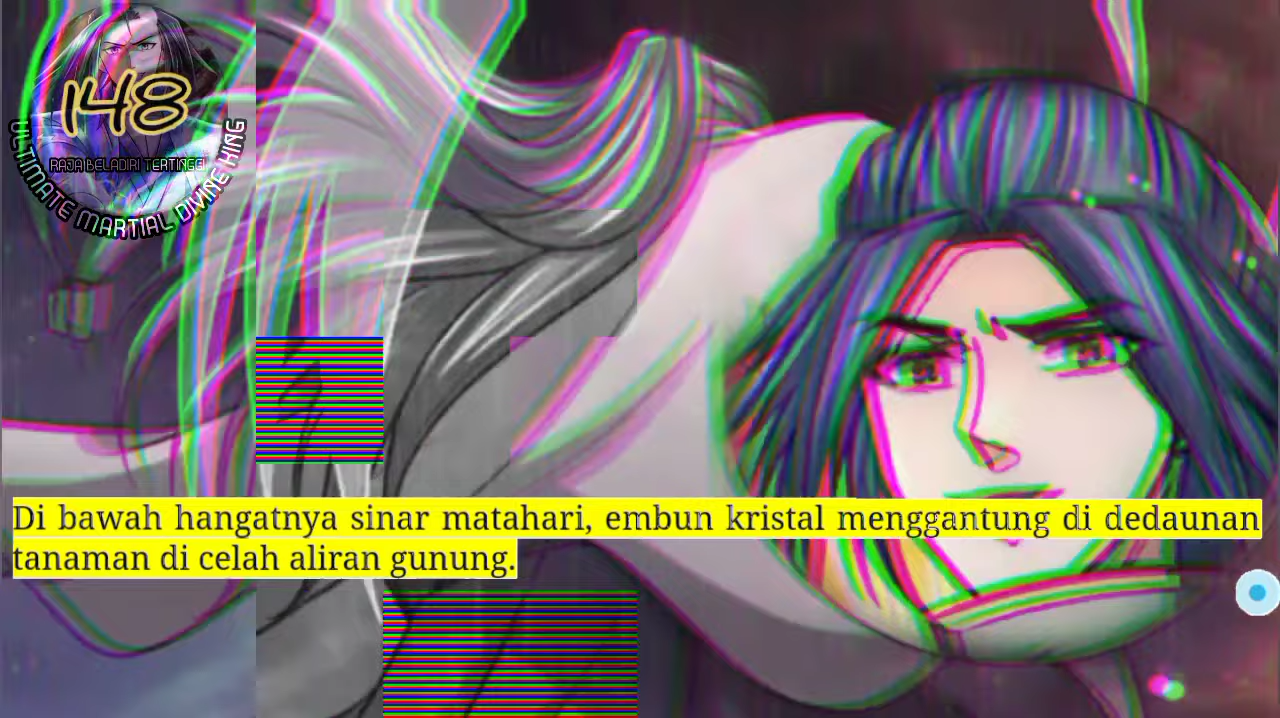 148
RAJA BELADIRI TERTINGGI
ULTIMATE MARTIAL DIVINE KING
Di bawah hangatnya sinar matahari, embun kristal menggantung di dedaunan
tanaman di celah aliran gunung.